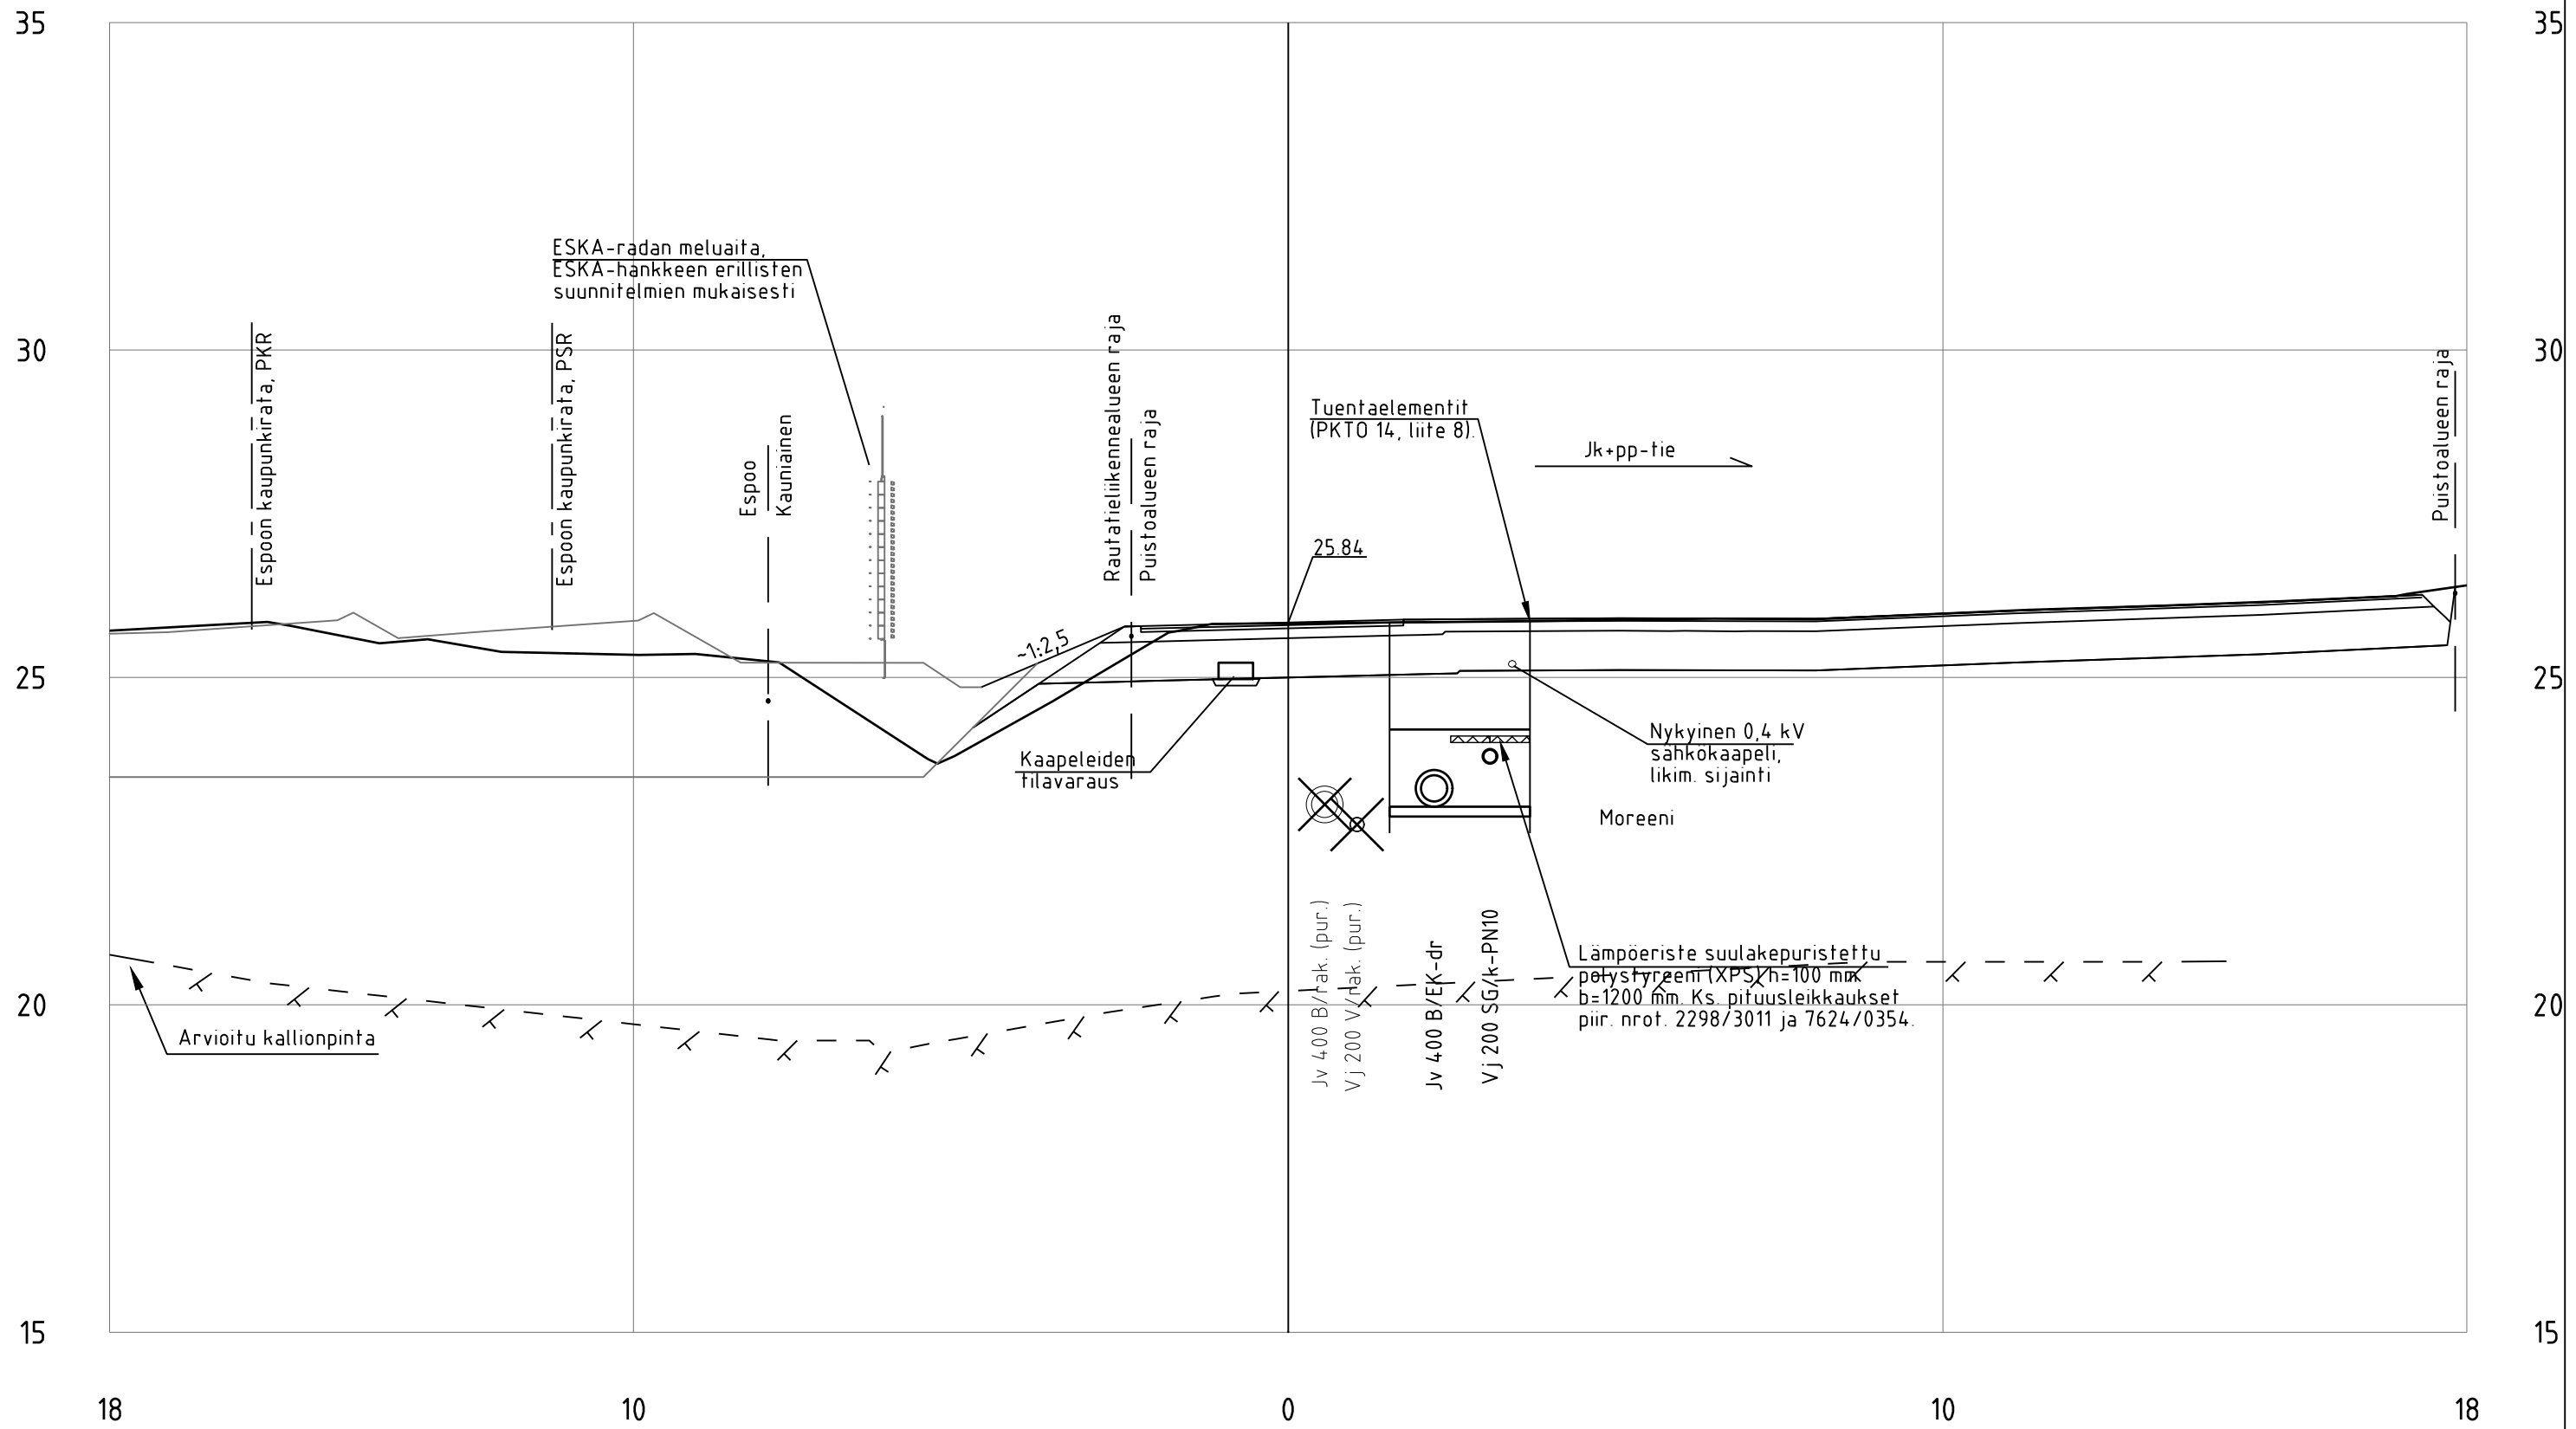 35
35
ESKA-radan meluaita,
ESKA-hankkeen erillisten
suunnitelmien mukaisesti
30
30
Espoon kaupunkirata, PKR
Espoon kaupunkirata, PSR
Espoo
Kauniainen
Rautatieliikennealueen raja
Puistoalueen raja
Tuentaelementit
(PKTO 14, liite 8).
Jk+pp-tie
Puistoalueen raja
25.84
~1:2,5
25
25
Kaapeleiden
tilavaraus
Nykyinen 0,4 kV
sähkökaapeli,
likim. sijainti
Moreeni
Jv 400 B/rak. (pur.)
Vj 200 V/rak. (pur.)
Jv 400 B/EK-dr
Vj 200 SG/k-PN10
Lämpöeriste suulakepuristettu
polystyreeni (XPS) h=100 mm
b=1200 mm. Ks. pituusleikkaukset
piir. nrot. 2298/3011 ja 7624/0354.
20
20
Arvioitu kallionpinta
15
15
18
10
0
10
18